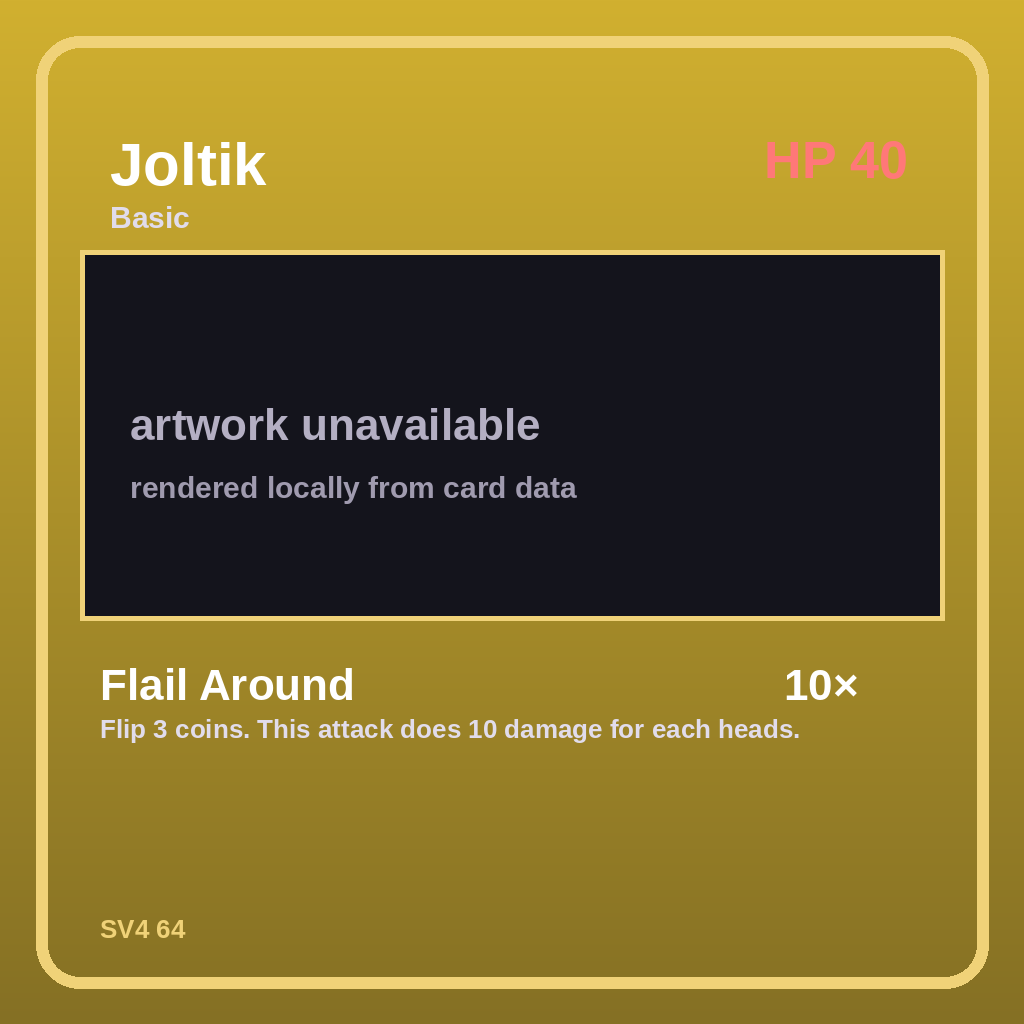 Joltik
HP 40
Basic
artwork unavailable
rendered locally from card data
Flail Around
10×
Flip 3 coins. This attack does 10 damage for each heads.
SV4 64